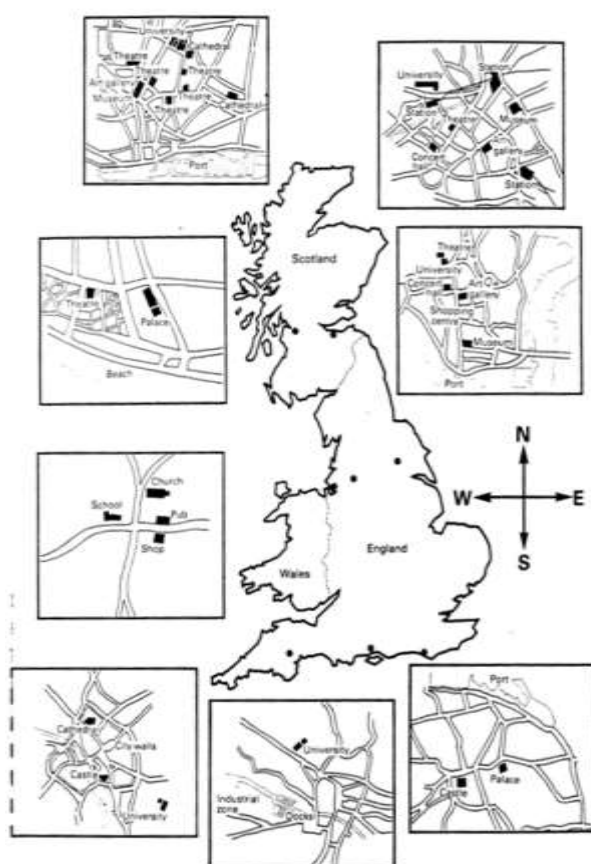 University
Cathedral
Theatre
Theatre
Theatre
Art gallery
Museum
Theatre
Theatre
Cathedral
Port
Station
University
Station
Theatre
Museum
Concert
gallery
Station
Scotland
Theatre
University
Concert
Art
gallery
Shopping
centre
Museum
Port
Theatre
Palace
Beach
N
W E
S
Church
School
Pub
Shop
England
Wales
Cathedral
City walls
Castle
University
University
Industrial
zone
Docks
Port
Palace
Castle